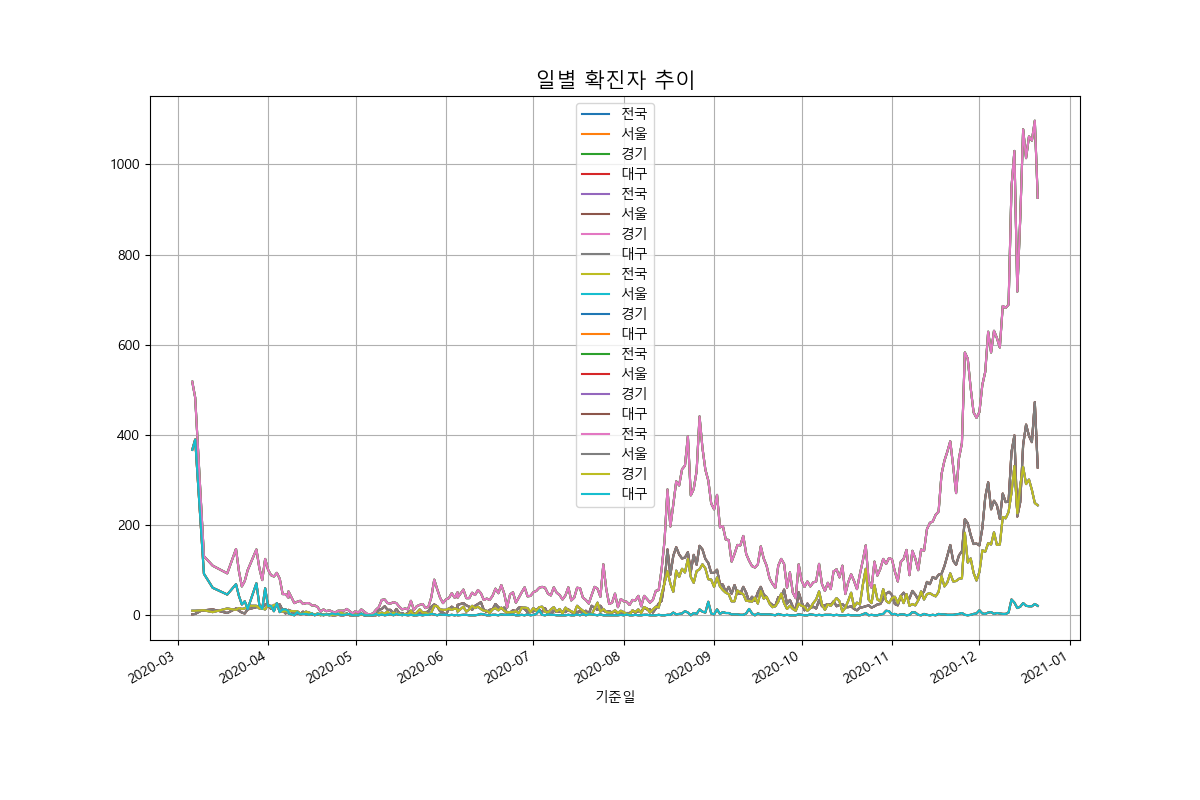 일별 확진자 추이
전국
서울
경기
대구
전국
서울
경기
대구
전국
서울
경기
대구
전국
서울
경기
대구
전국
서울
경기
대구
1000
800
600
400
200
0
2020-03
2020-04
2020-05
2020-06
2020-07
2020-08
2020-09
2020-10
2020-11
2020-12
2021-01
기준일